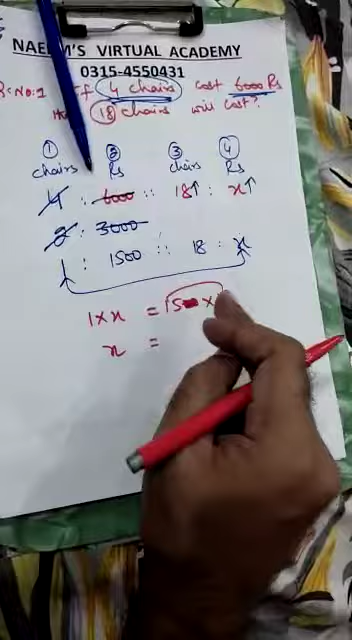 NAEEM'S VIRTUAL ACADEMY
0315-4550431
Q:No:1 If 4 chairs cost 6000 Rs
18 chairs will cost?
1 2 3 4
chairs Rs chairs Rs
4 : 6000 :: 18↑ : x↑
2 : 3000
1 : 1500 :: 18 : x
1 x x = 15 x
x =